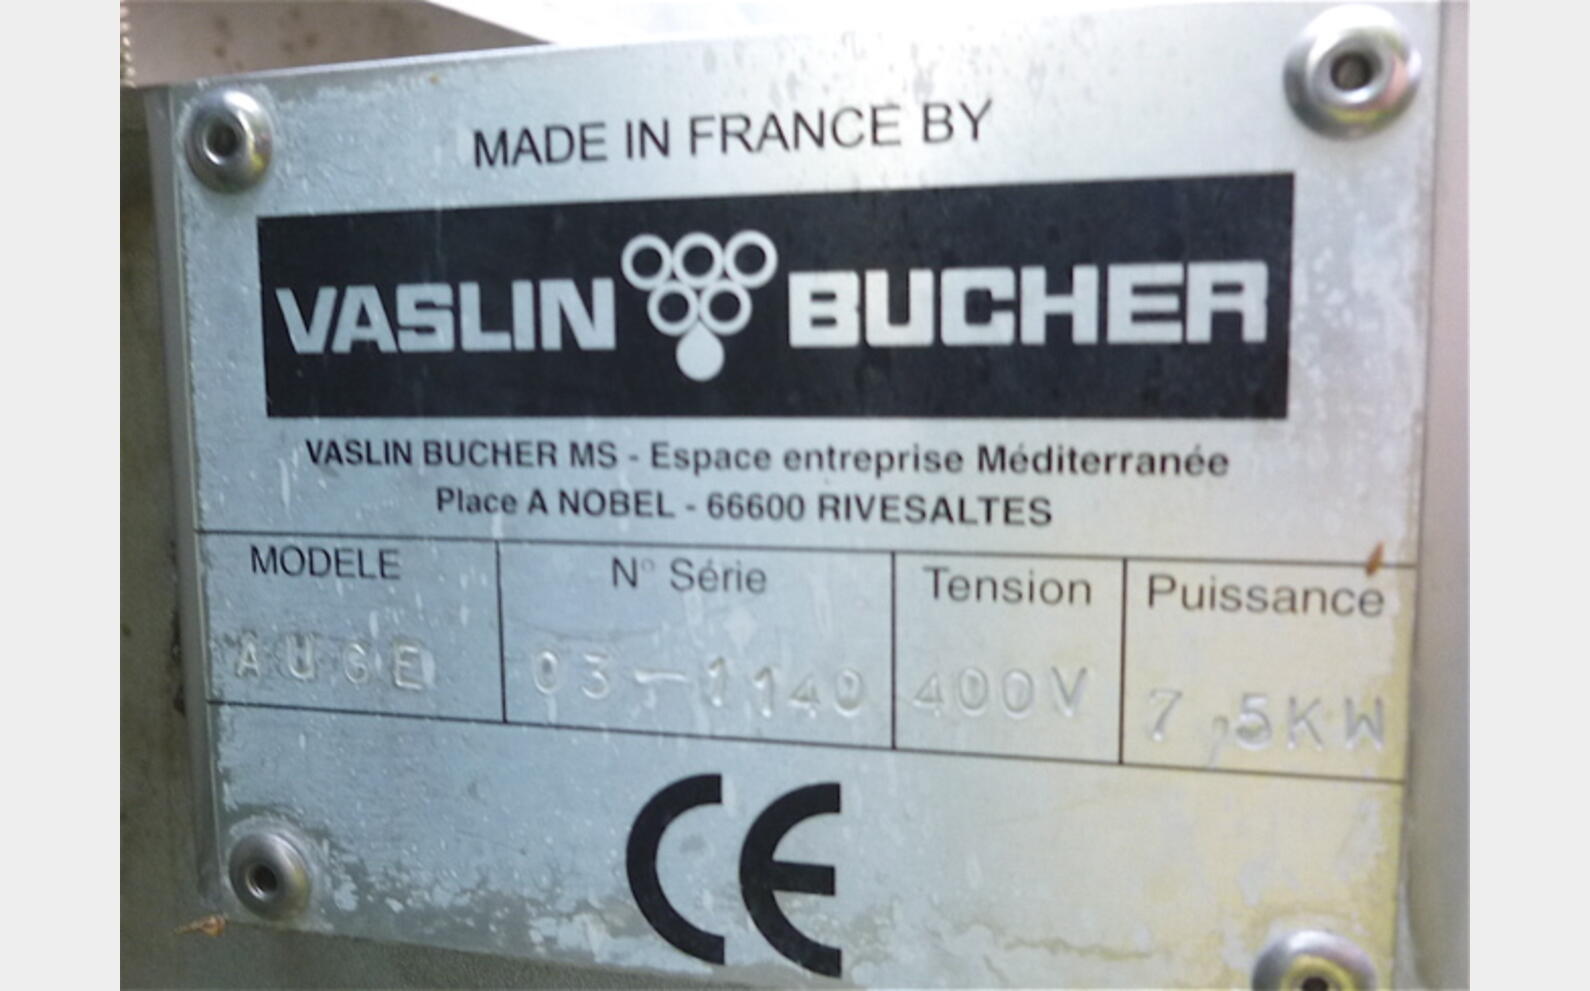 MADE IN FRANCE BY
VASLIN BUCHER
VASLIN BUCHER MS - Espace entreprise Méditerranée
Place A NOBEL - 66600 RIVESALTES
MODELE N° Série Tension Puissance
AUGE 03-1140 400V 7,5KW
CE